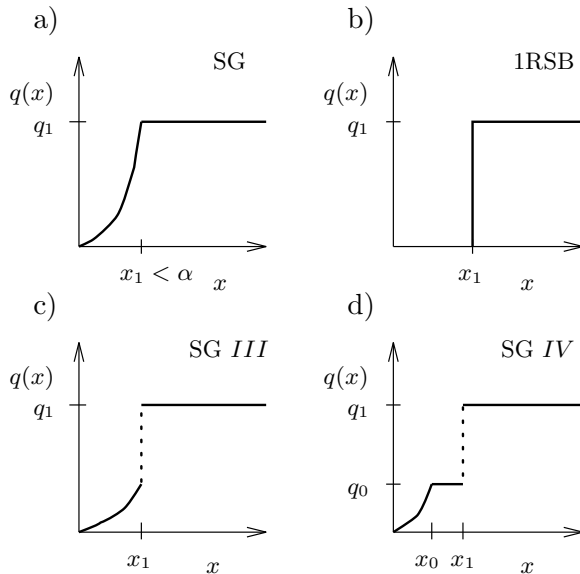 a)
SG
q(x)
q₁
x₁ < α
x
b)
1RSB
q(x)
q₁
x₁
x
c)
SG III
q(x)
q₁
x₁
x
d)
SG IV
q(x)
q₁
q₀
x₀ x₁
x